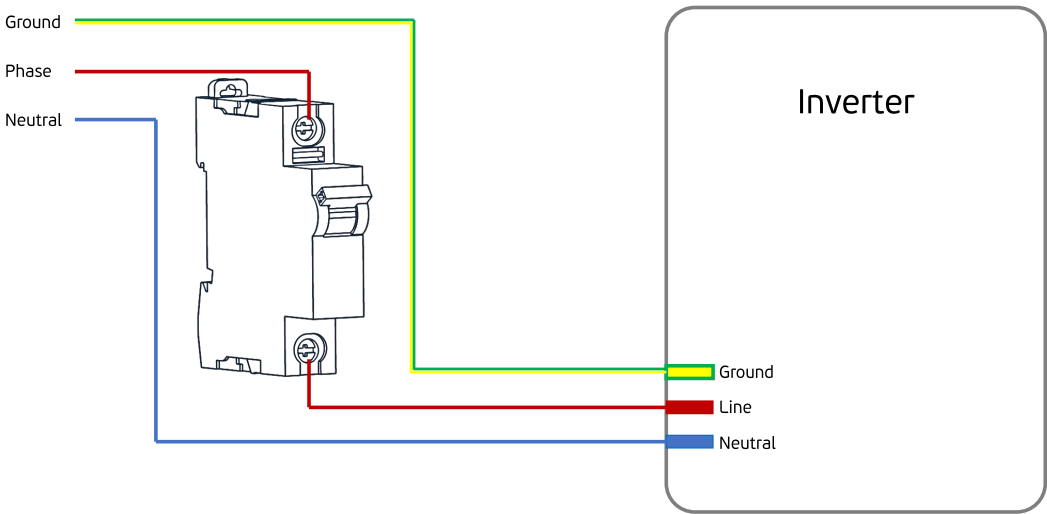 Ground
Phase
Neutral
Inverter
Ground
Line
Neutral